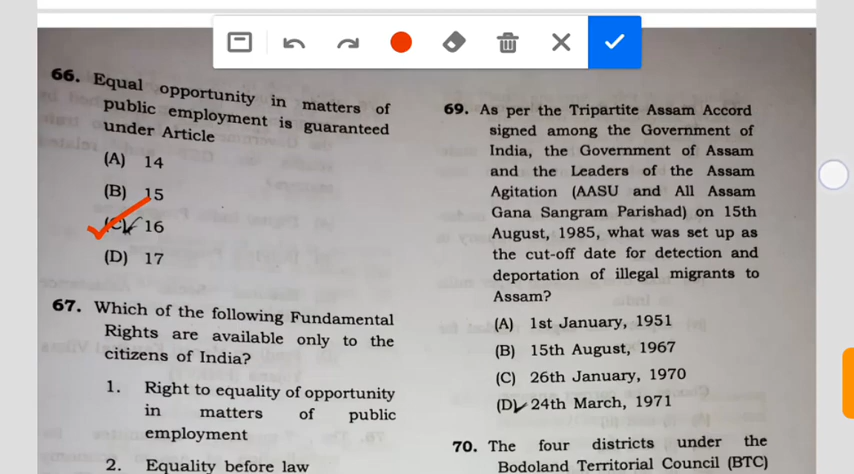 66. Equal opportunity in matters of
public employment is guaranteed
under Article
(A) 14
(B) 15
(C) 16
(D) 17
67. Which of the following Fundamental
Rights are available only to the
citizens of India?
1. Right to equality of opportunity
in matters of public
employment
2. Equality before law
69. As per the Tripartite Assam Accord
signed among the Government of
India, the Government of Assam
and the Leaders of the Assam
Agitation (AASU and All Assam
Gana Sangram Parishad) on 15th
August, 1985, what was set up as
the cut-off date for detection and
deportation of illegal migrants to
Assam?
(A) 1st January, 1951
(B) 15th August, 1967
(C) 26th January, 1970
(D) 24th March, 1971
70. The four districts under the
Bodoland Territorial Council (BTC)